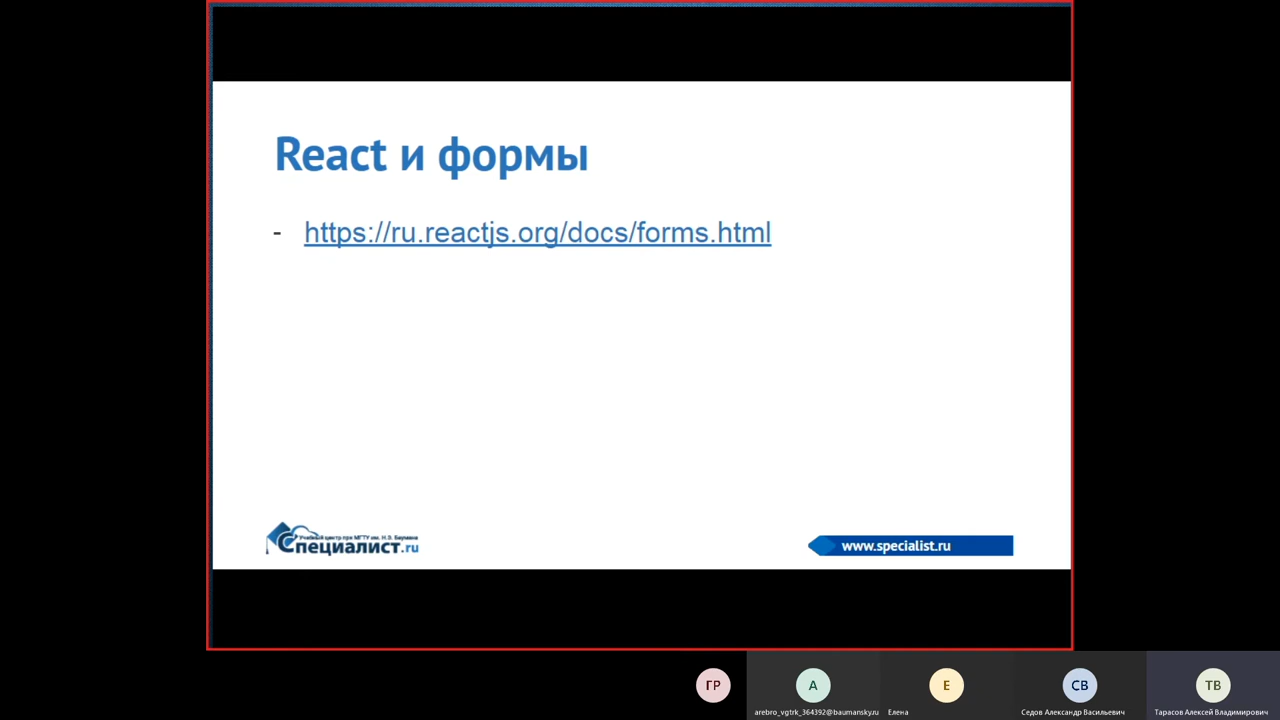 React и формы
- https://ru.reactjs.org/docs/forms.html
Учебный центр при МГТУ им. Н.Э. Баумана
Специалист.ru
www.specialist.ru
ГР
A
E
СВ
ТВ
arebro_vgtrk_364392@baumansky.ru
Елена
Седов Александр Васильевич
Тарасов Алексей Владимирович